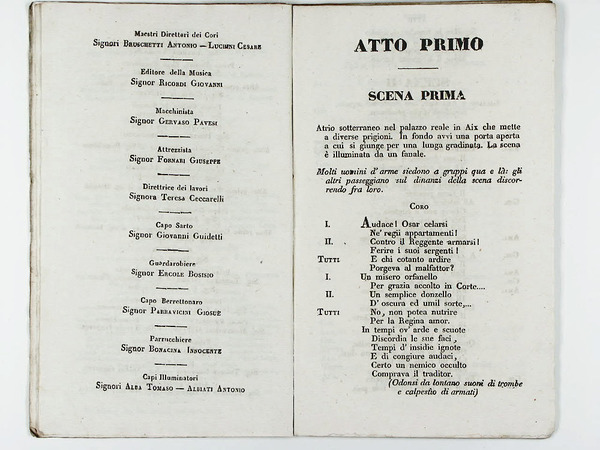 Maestri Direttori dei Cori
Signori Bruschetti Antonio — Luchini Cesare
Editore della Musica
Signor Ricordi Giovanni
Macchinista
Signor Gervaso Pavesi
Attrezzista
Signor Fornari Giuseppe
Direttrice dei lavori
Signora Teresa Ceccarelli
Capo Sarto
Signor Giovanni Guidetti
Guardarobiere
Signor Ercole Bosisio
Capo Berrettonaro
Signor Parravicini Giosuè
Parrucchiere
Signor Bonacina Innocente
Capi Illuminatori
Signori Alba Tomaso — Albiati Antonio
ATTO PRIMO
SCENA PRIMA
Atrio sotterraneo nel palazzo reale in Aix che mette
a diverse prigioni. In fondo avvi una porta aperta
a cui si giunge per una lunga gradinata. La scena
è illuminata da un fanale.
Molti uomini d'arme siedono a gruppi qua e là: gli
altri passeggiano sul dinanzi della scena discor-
rendo fra loro.
Coro
I. Audace! Osar celarsi
Ne' regii appartamenti!
II. Contro il Reggente armarsi!
Ferire i suoi sergenti!
Tutti E chi cotanto ardire
Porgeva al malfattor?
I. Un misero orfanello
Per grazia accolto in Corte....
II. Un semplice donzello
D' oscura ed umil sorte,...
Tutti No, non potea nutrire
Per la Regina amor.
In tempi ov' arde e scuote
Discordia le sue faci,
Tempi d' insidie ignote
E di congiure audaci,
Certo un nemico occulto
Comprava il traditor.
(Odonsi da lontano suoni di trombe
e calpestio di armati)